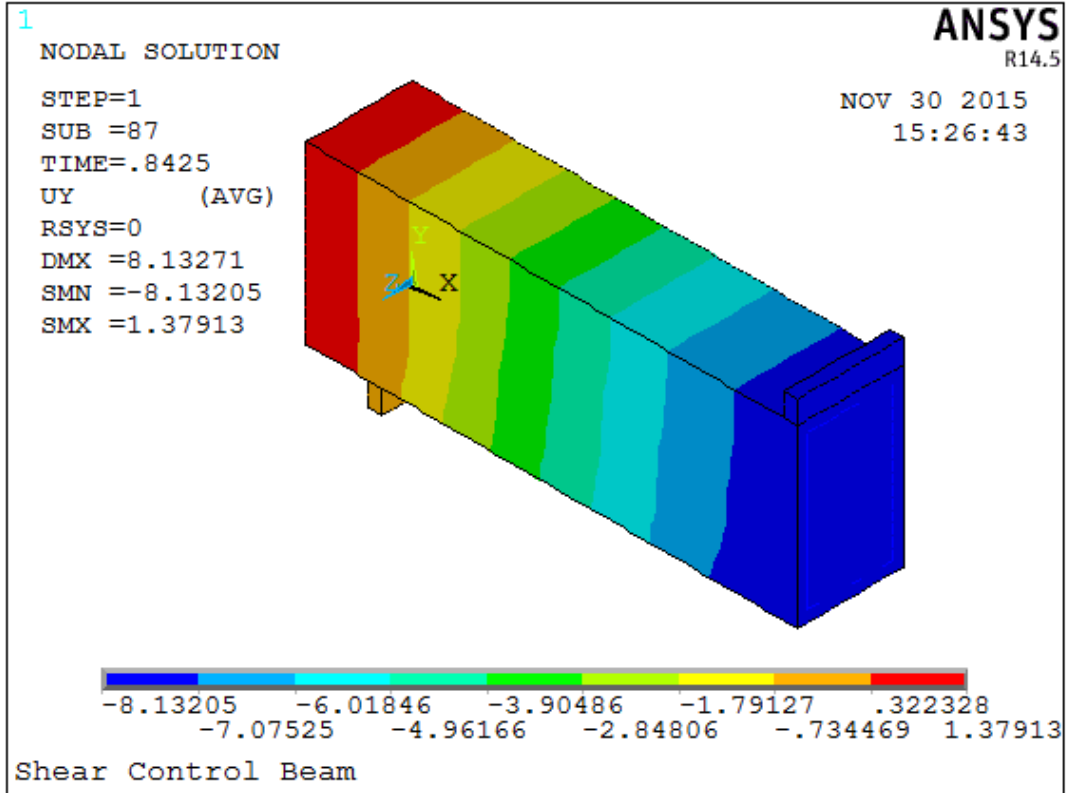 1
ANSYS
R14.5
NODAL SOLUTION
STEP=1
SUB =87
TIME=.8425
UY (AVG)
RSYS=0
DMX =8.13271
SMN =-8.13205
SMX =1.37913
NOV 30 2015
15:26:43
Y
Z X
-8.13205 -6.01846 -3.90486 -1.79127 .322328
-7.07525 -4.96166 -2.84806 -.734469 1.37913
Shear Control Beam